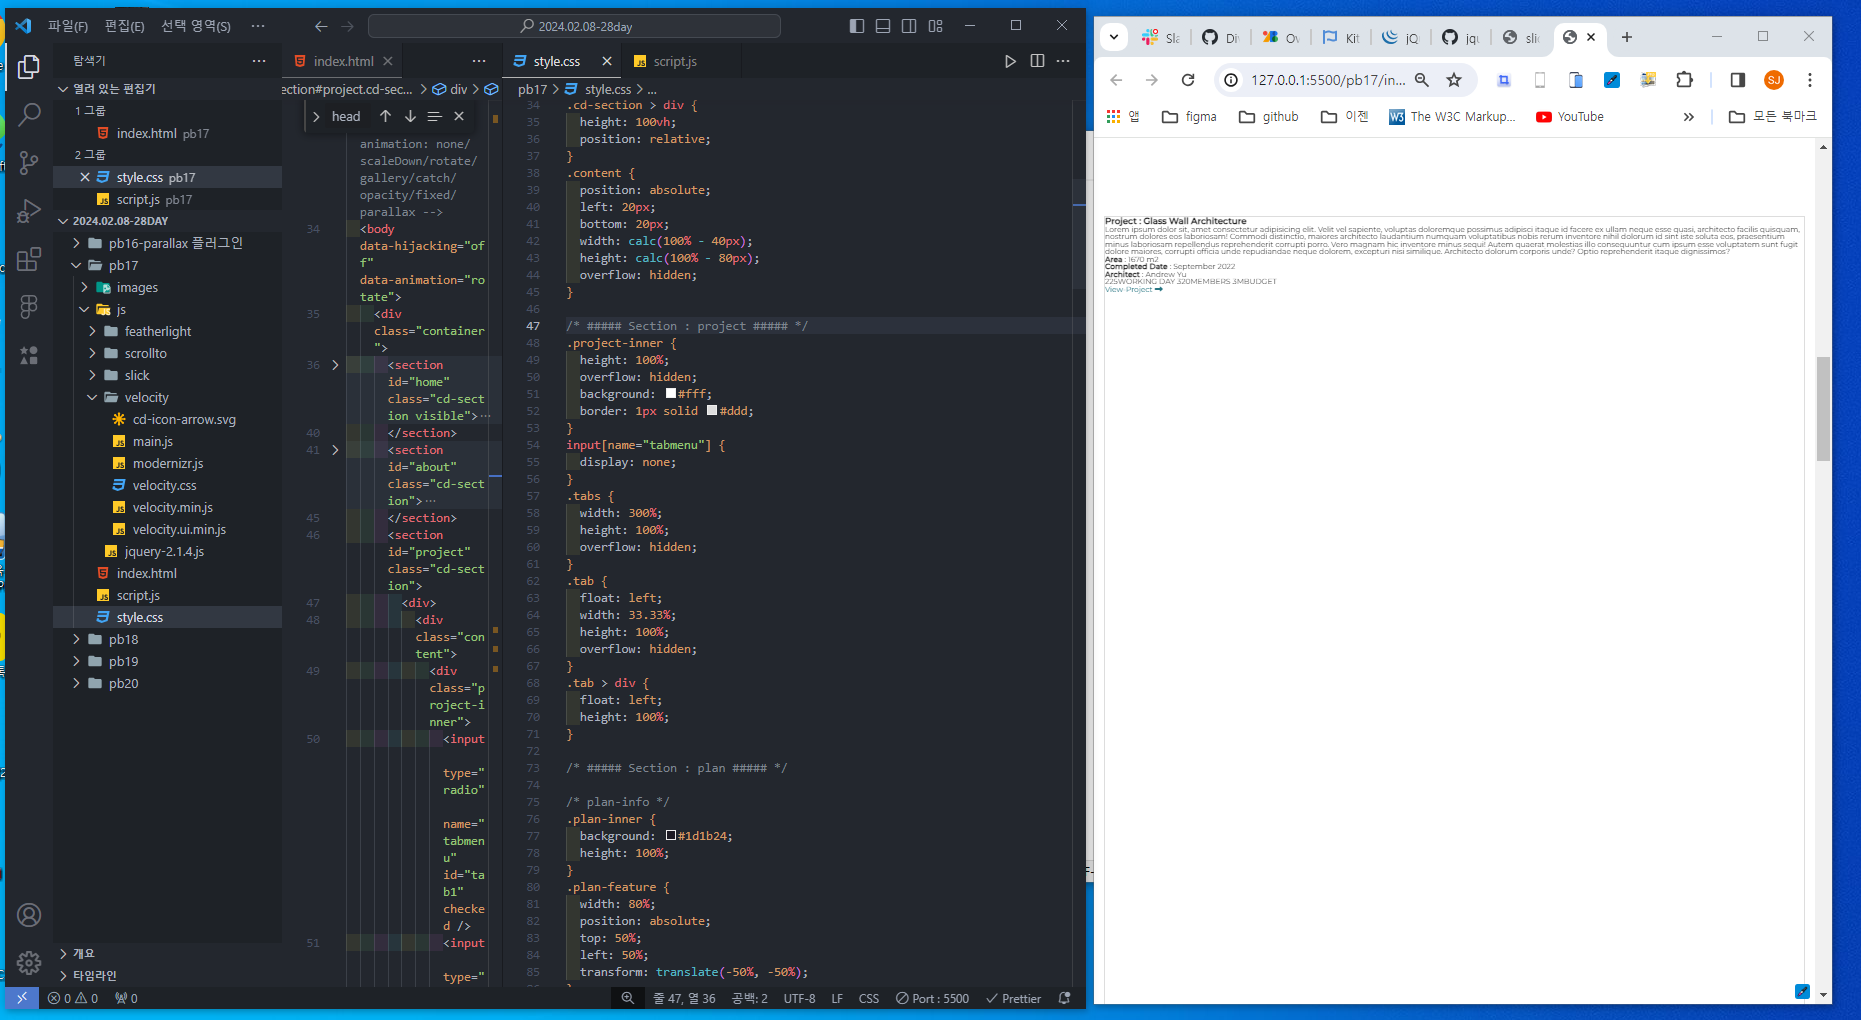 파일(F) 편집(E) 선택 영역(S) ···
2024.02.08-28day
탐색기
열려 있는 편집기
1 그룹
index.html pb17
2 그룹
style.css pb17
script.js pb17
2024.02.08-28DAY
pb16-parallax 플러그인
pb17
images
js
featherlight
scrollto
slick
velocity
cd-icon-arrow.svg
main.js
modernizr.js
velocity.css
velocity.min.js
velocity.ui.min.js
jquery-2.1.4.js
index.html
script.js
style.css
pb18
pb19
pb20
개요
타임라인
index.html
ection#project.cd-sec... > div >
head
animation: none/
scaleDown/rotate/
gallery/catch/
opacity/fixed/
parallax -->
34 <body
data-hijacking="of
f"
data-animation="ro
tate">
35 <div
class="container
">
36 <section
id="home"
class="cd-sect
ion visible">···
40 </section>
41 <section
id="about"
class="cd-sect
ion">···
45 </section>
46 <section
id="project"
class="cd-sect
ion">
47 <div>
48 <div
class="con
tent">
49 <div
class="p
roject-i
nner">
50 <input
type="
radio"
name="
tabmen
u"
id="ta
b1"
checke
d />
51 <input
type="
style.css
script.js
pb17 > style.css > ...
34 .cd-section > div {
35 height: 100vh;
36 position: relative;
37 }
38 .content {
39 position: absolute;
40 left: 20px;
41 bottom: 20px;
42 width: calc(100% - 40px);
43 height: calc(100% - 80px);
44 overflow: hidden;
45 }
46
47 /* ##### Section : project ##### */
48 .project-inner {
49 height: 100%;
50 overflow: hidden;
51 background: #fff;
52 border: 1px solid #ddd;
53 }
54 input[name="tabmenu"] {
55 display: none;
56 }
57 .tabs {
58 width: 300%;
59 height: 100%;
60 overflow: hidden;
61 }
62 .tab {
63 float: left;
64 width: 33.33%;
65 height: 100%;
66 overflow: hidden;
67 }
68 .tab > div {
69 float: left;
70 height: 100%;
71 }
72
73 /* ##### Section : plan ##### */
74
75 /* plan-info */
76 .plan-inner {
77 background: #1d1b24;
78 height: 100%;
79 }
80 .plan-feature {
81 width: 80%;
82 position: absolute;
83 top: 50%;
84 left: 50%;
85 transform: translate(-50%, -50%);
0 0 0 줄 47, 열 36 공백: 2 UTF-8 LF CSS Port : 5500 Prettier
Sla Di Ov Kit jQ jqu slic
127.0.0.1:5500/pb17/in...
SJ
앱 figma github 이젠 W3 The W3C Markup... YouTube » 모든 북마크
Project : Glass Wall Architecture
Lorem ipsum dolor sit, amet consectetur adipisicing elit. Velit vel sapiente, voluptas doloremque possimus adipisci itaque id facere ex ullam neque esse quasi, architecto facilis quisquam,
nostrum dolores eos laboriosam! Commodi distinctio, maiores architecto laudantium numquam voluptatibus nobis rerum inventore nihil dolorum id sint iste soluta eos, praesentium
minus laboriosam repellendus reprehenderit corrupti porro. Vero magnam hic inventore minus sequi! Autem quaerat molestias illo consequuntur cum ipsum esse voluptatem sunt fugit
dolore maiores, corrupti officia unde repudiandae neque dolorem, excepturi nisi similique. Architecto dolorum corporis unde? Optio reprehenderit itaque dignissimos?
Area : 1670 m2
Completed Date : September 2022
Architect : Andrew Yu
225WORKING DAY 320MEMBERS 3MBUDGET
View Project